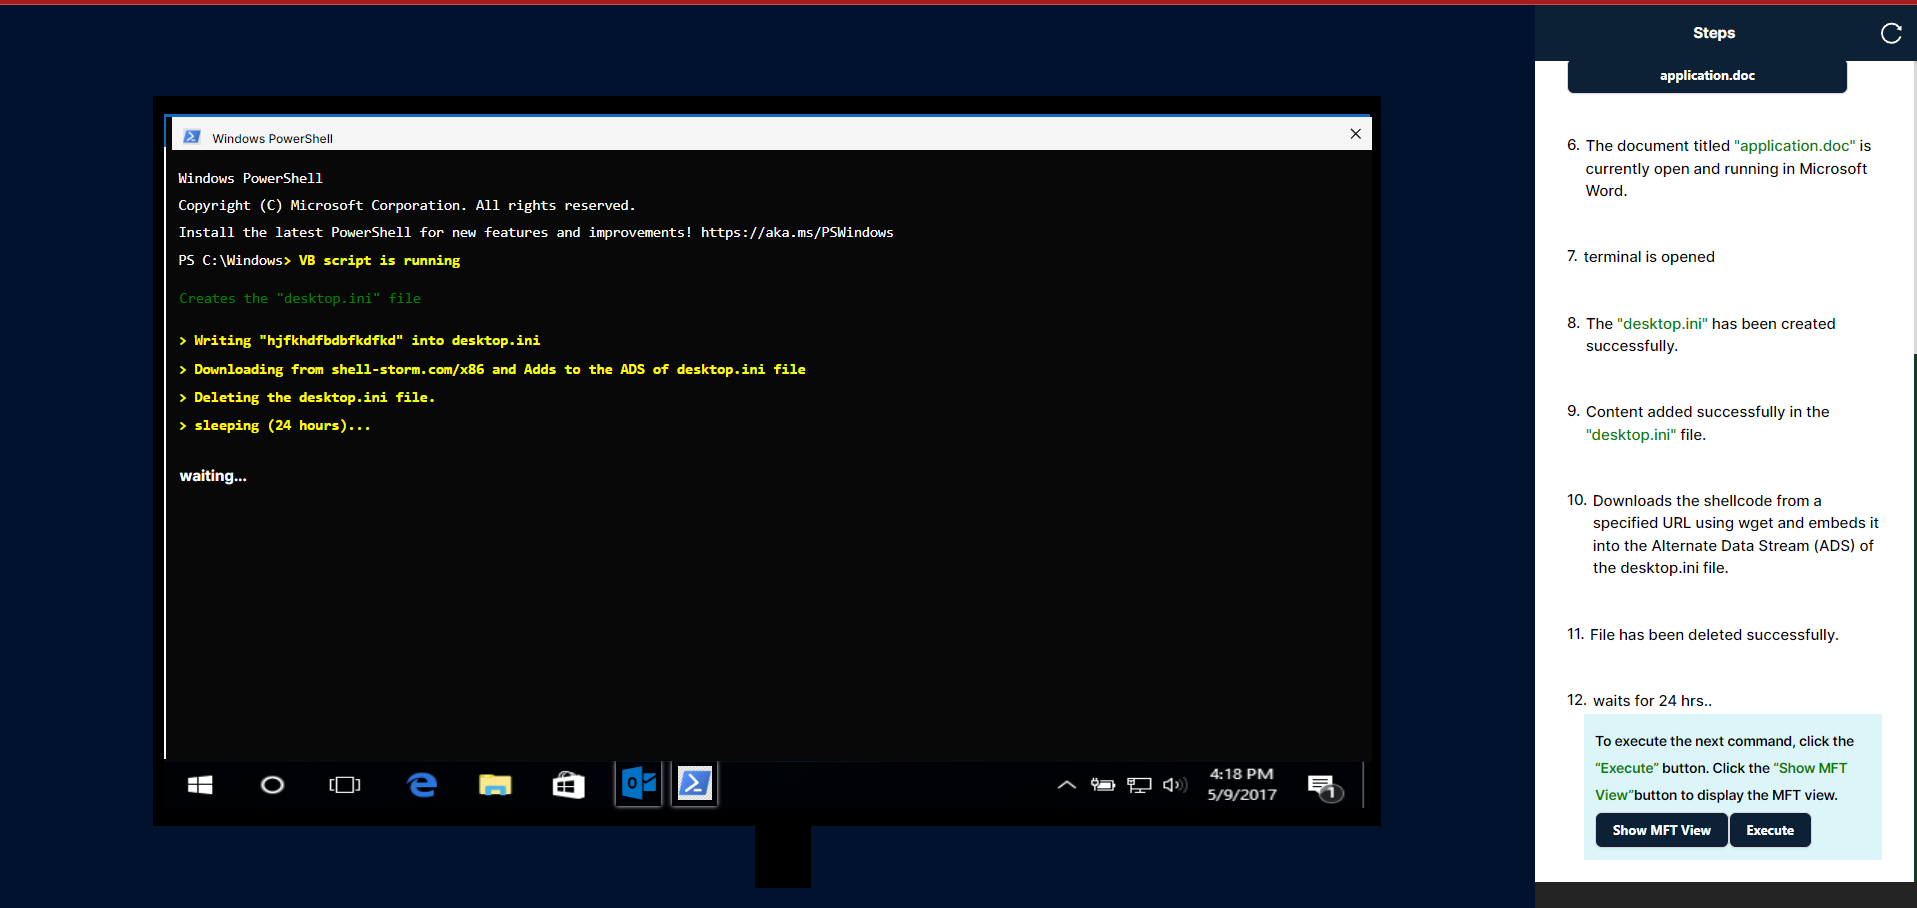 Windows PowerShell
Windows PowerShell
Copyright (C) Microsoft Corporation. All rights reserved.
Install the latest PowerShell for new features and improvements! https://aka.ms/PSWindows
PS C:\Windows> VB script is running
Creates the "desktop.ini" file
> Writing "hjfkhdfbdbfkdfkd" into desktop.ini
> Downloading from shell-storm.com/x86 and Adds to the ADS of desktop.ini file
> Deleting the desktop.ini file.
> sleeping (24 hours)...
waiting...
4:18 PM
5/9/2017
1
Steps
application.doc
6. The document titled "application.doc" is
currently open and running in Microsoft
Word.
7. terminal is opened
8. The "desktop.ini" has been created
successfully.
9. Content added successfully in the
"desktop.ini" file.
10. Downloads the shellcode from a
specified URL using wget and embeds it
into the Alternate Data Stream (ADS) of
the desktop.ini file.
11. File has been deleted successfully.
12. waits for 24 hrs..
To execute the next command, click the
“Execute” button. Click the “Show MFT
View”button to display the MFT view.
Show MFT View
Execute